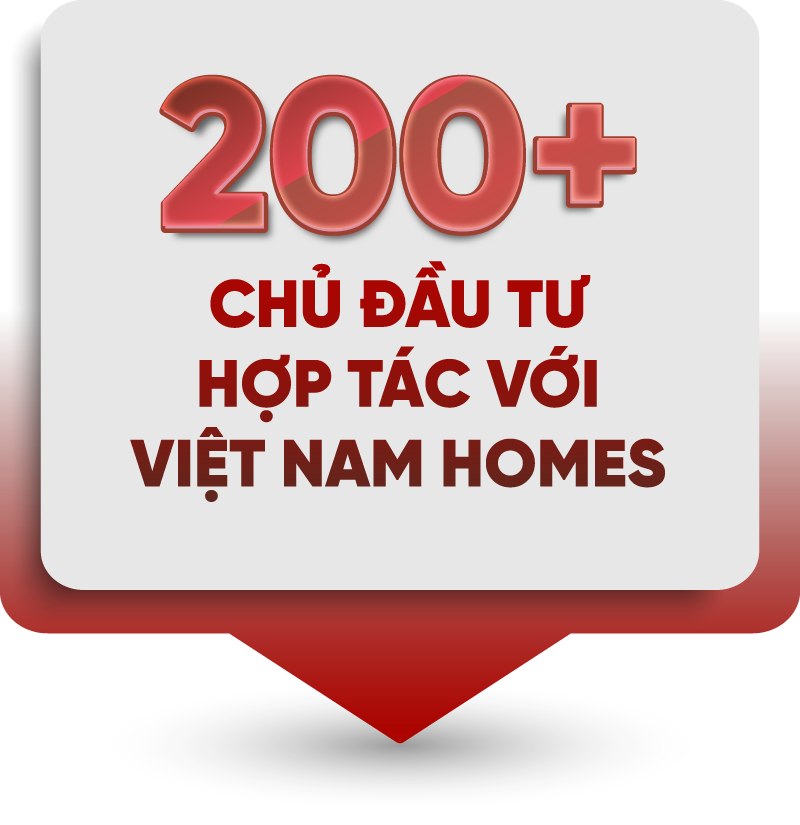 200+
CHỦ ĐẦU TƯ
HỢP TÁC VỚI
VIỆT NAM HOMES